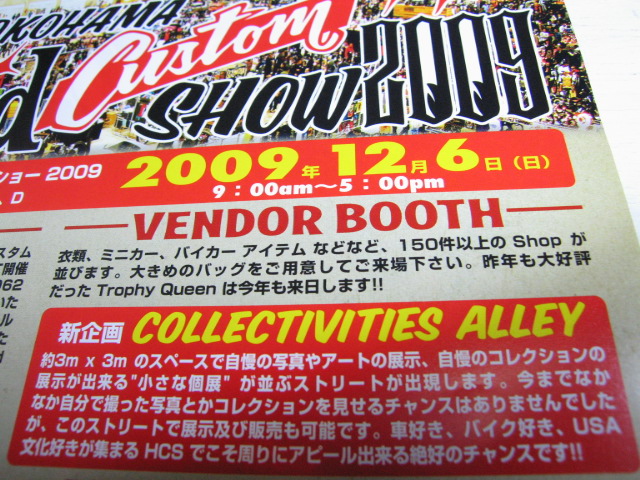 YOKOHAMA
d Custom
SHOW 2009
ショー 2009
2009年 12月 6日 (日)
. D
9:00am~5:00pm
VENDOR BOOTH
衣類、ミニカー、バイカー アイテム などなど、150件以上の Shop が
並びます。大きめのバッグをご用意してご来場下さい。昨年も大好評
だった Trophy Queen は今年も来日します!!
スタム
開催
962
いた
ル
た
d
新企画 COLLECTIVITIES ALLEY
約3m x 3m のスペースで自慢の写真やアートの展示、自慢のコレクションの
展示が出来る"小さな個展" が並ぶストリートが出現します。今までなか
なか自分で撮った写真とかコレクションを見せるチャンスはありませんでした
が、このストリートで展示及び販売も可能です。車好き、バイク好き、USA
文化好きが集まる HCS でこそ周りにアピール出来る絶好のチャンスです!!